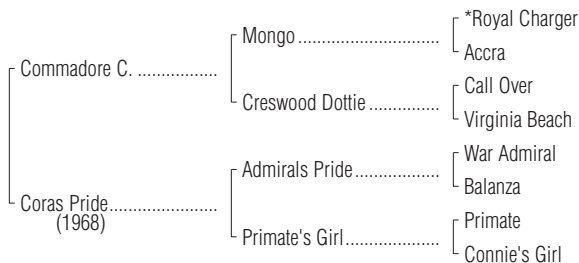 *Royal Charger
Mongo
Accra
Commadore C.
Call Over
Creswood Dottie
Virginia Beach
War Admiral
Admirals Pride
Balanza
Coras Pride
(1968)
Primate
Primate's Girl
Connie's Girl